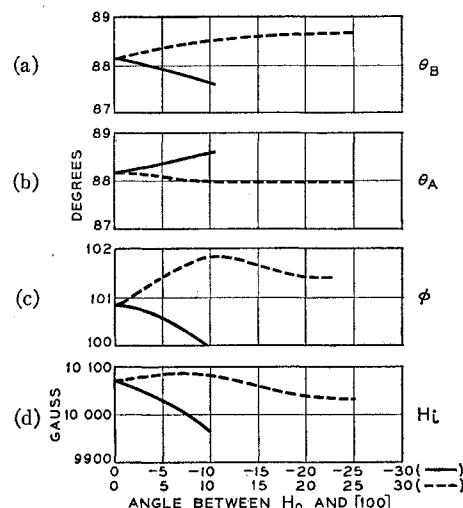 (a)
89
88
87
θB
(b)
DEGREES
89
88
87
θA
(c)
102
101
100
φ
(d)
GAUSS
10 100
10 000
9900
Hi
0 -5 -10 -15 -20 -25 -30 (——)
0 5 10 15 20 25 30 (---)
ANGLE BETWEEN H0 AND [100]